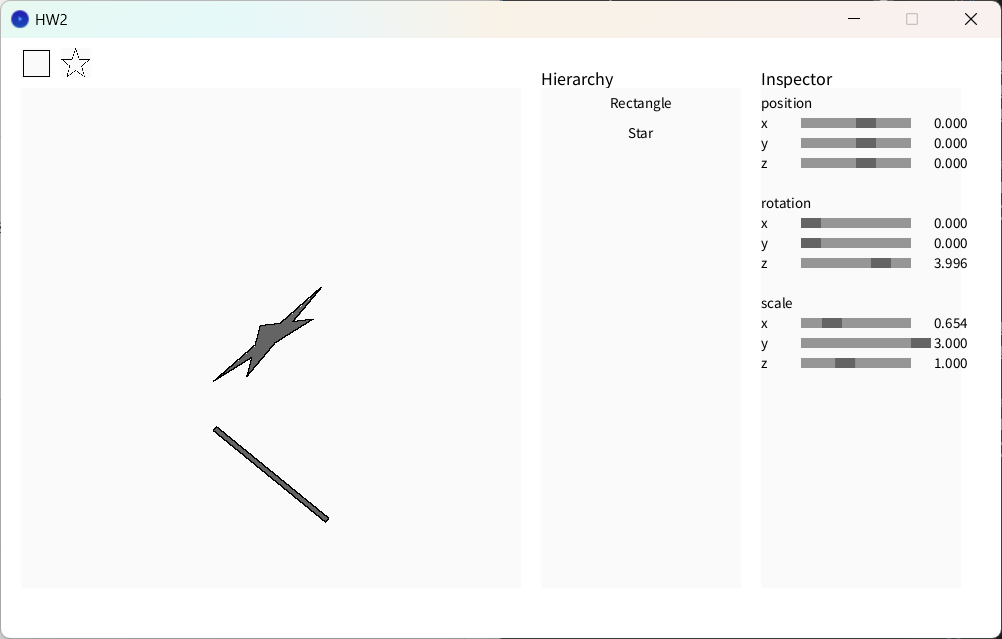 HW2
Hierarchy
Rectangle
Star
Inspector
position
x 0.000
y 0.000
z 0.000
rotation
x 0.000
y 0.000
z 3.996
scale
x 0.654
y 3.000
z 1.000